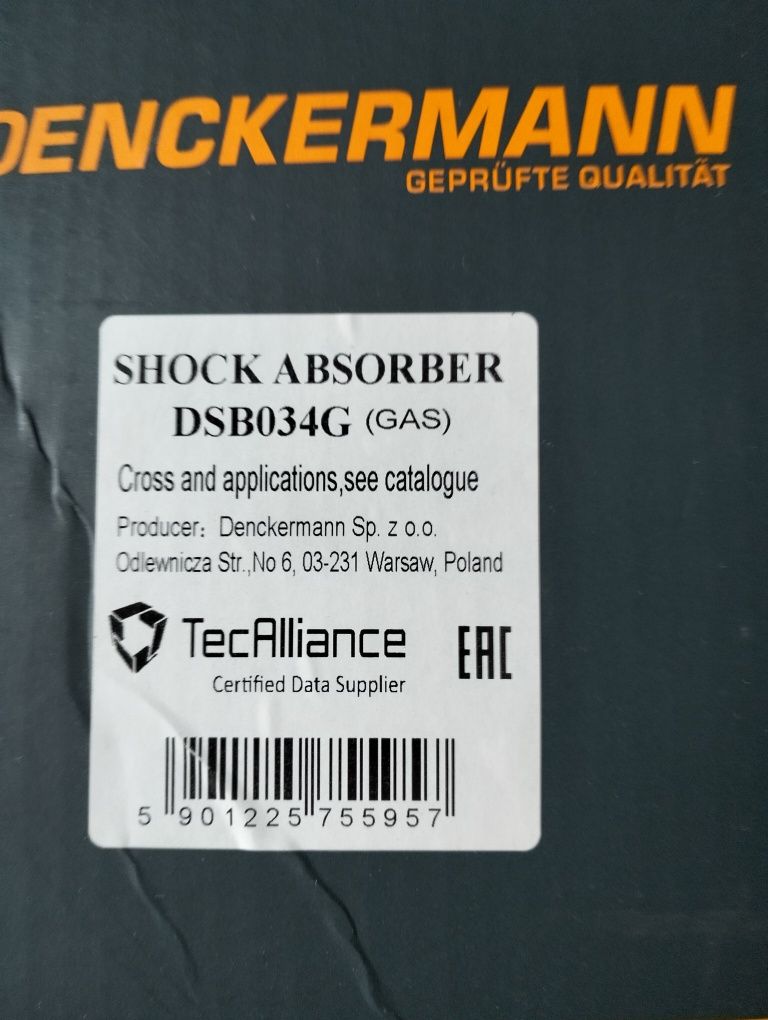 DENCKERMANN
GEPRÜFTE QUALITÄT
SHOCK ABSORBER
DSB034G (GAS)
Cross and applications,see catalogue
Producer: Denckermann Sp. z o.o.
Odlewnicza Str.,No 6, 03-231 Warsaw, Poland
TecAlliance
Certified Data Supplier
EAC
5 901225 755957